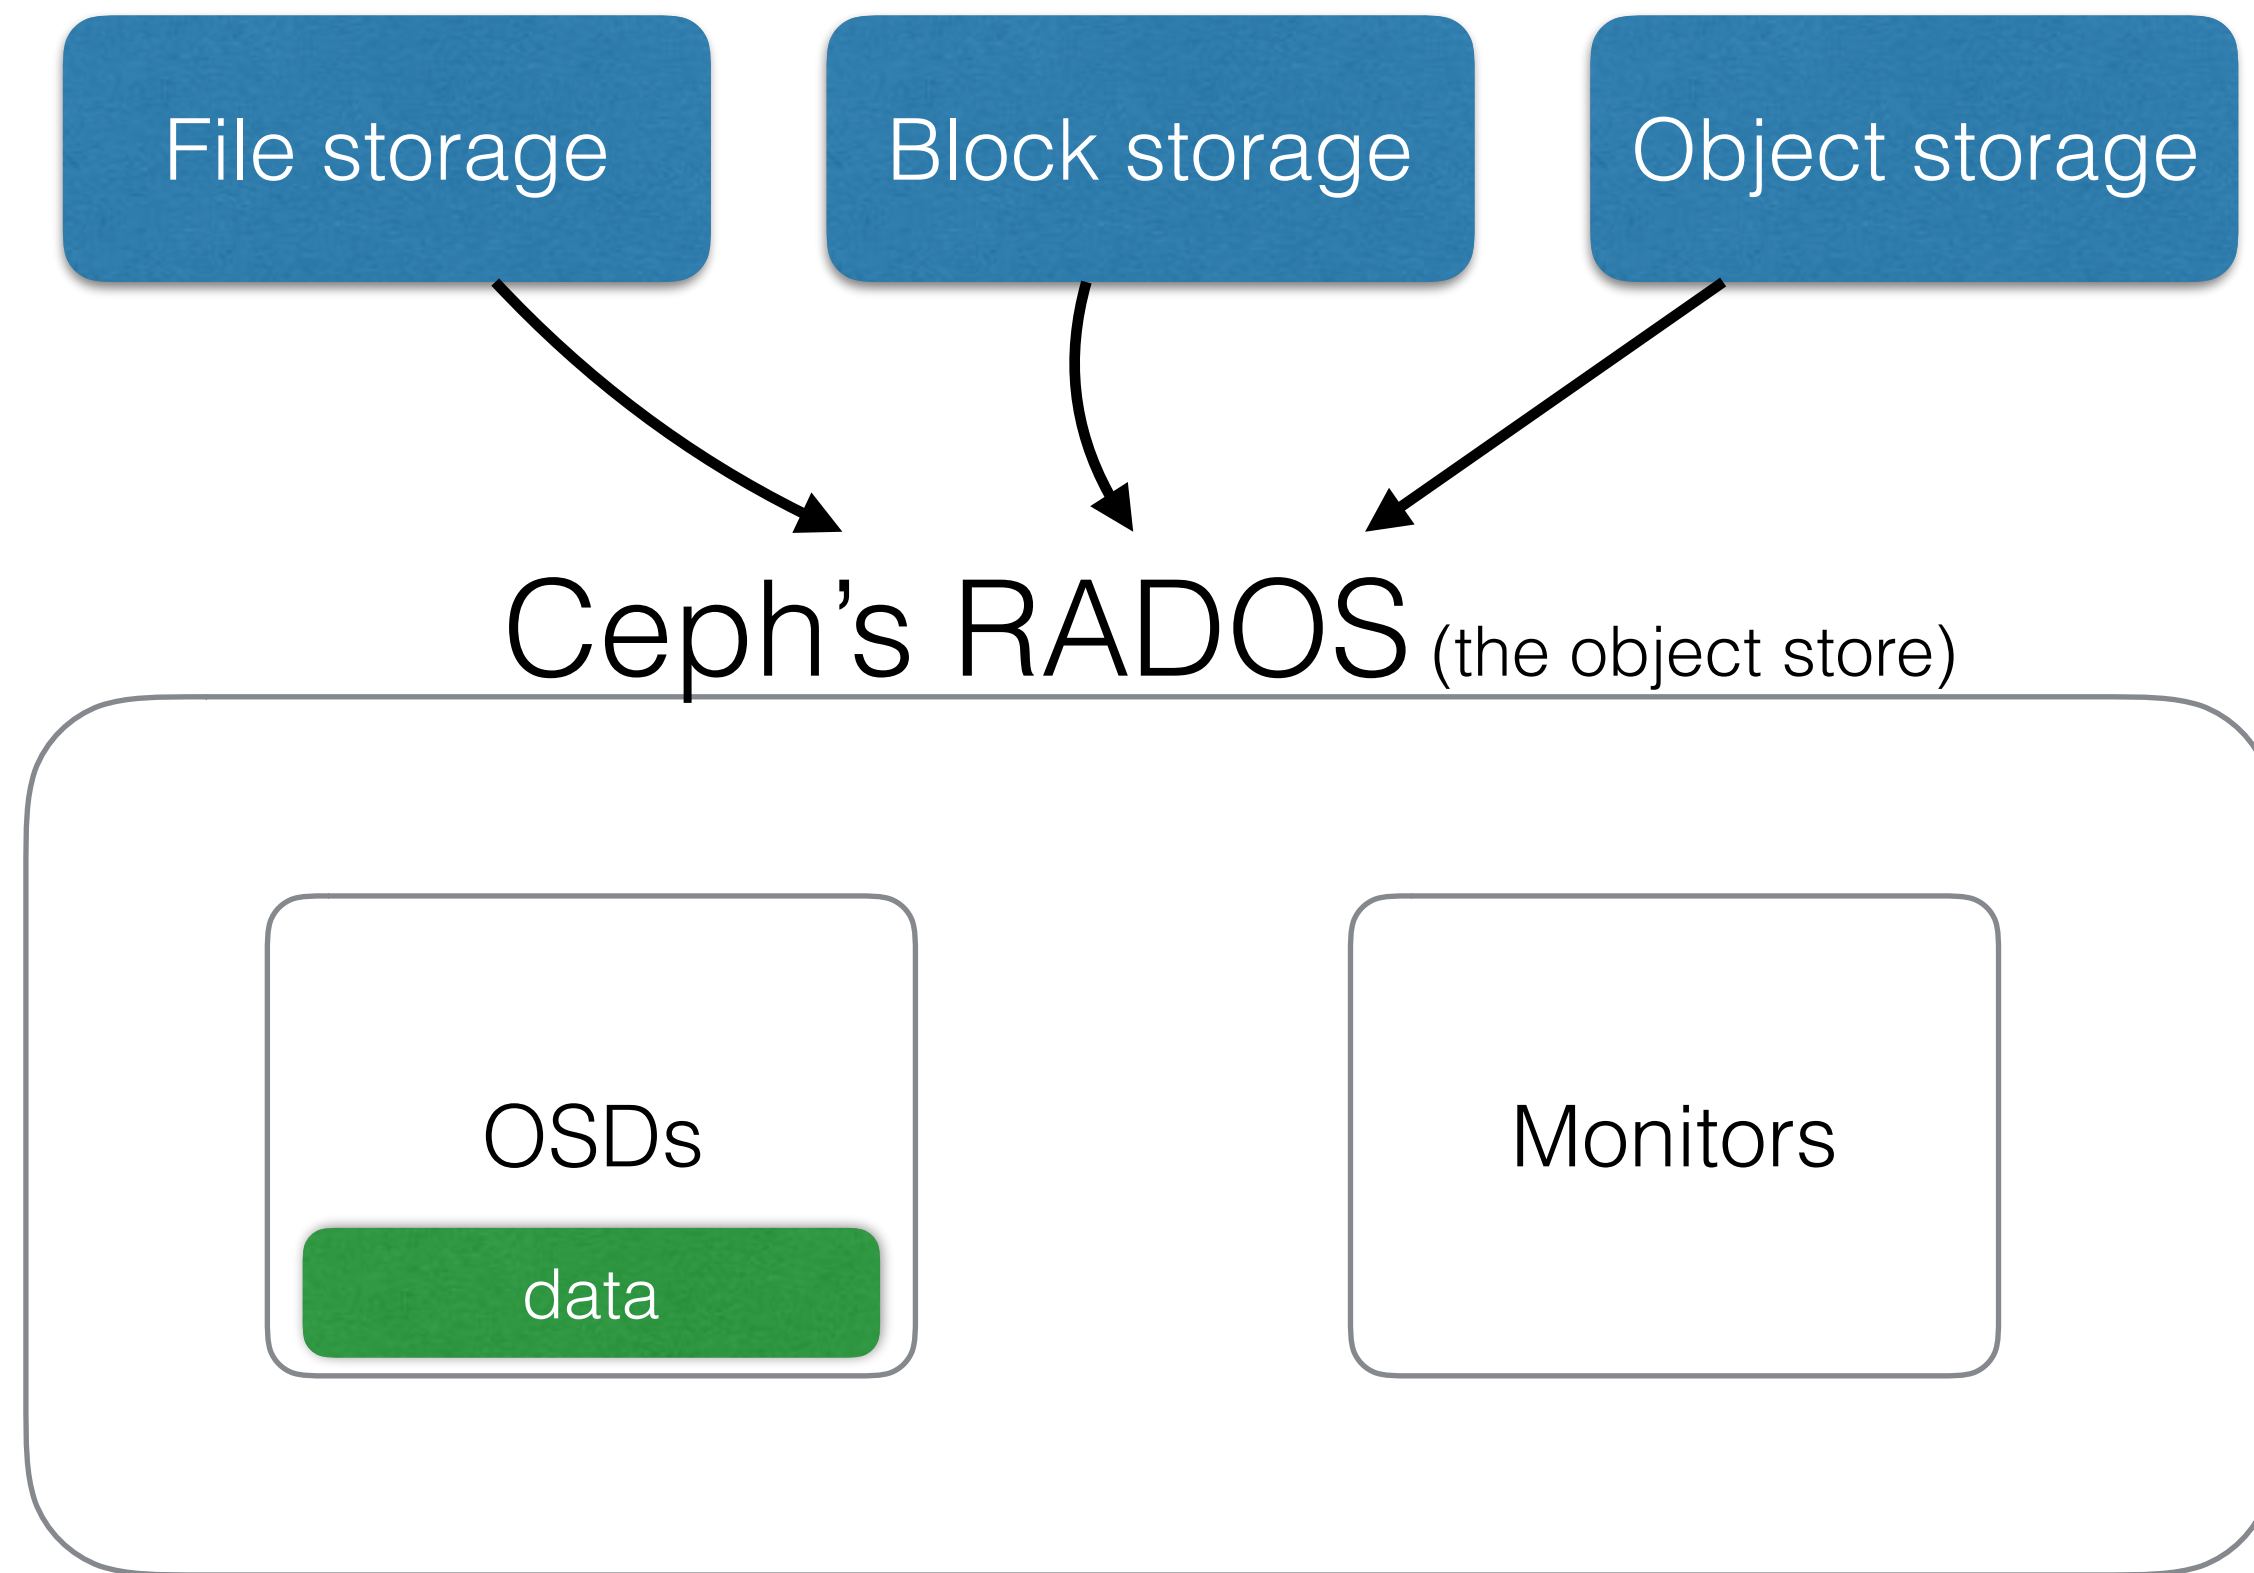 File storage
Block storage
Object storage
Ceph’s RADOS (the object store)
OSDs
Monitors
data